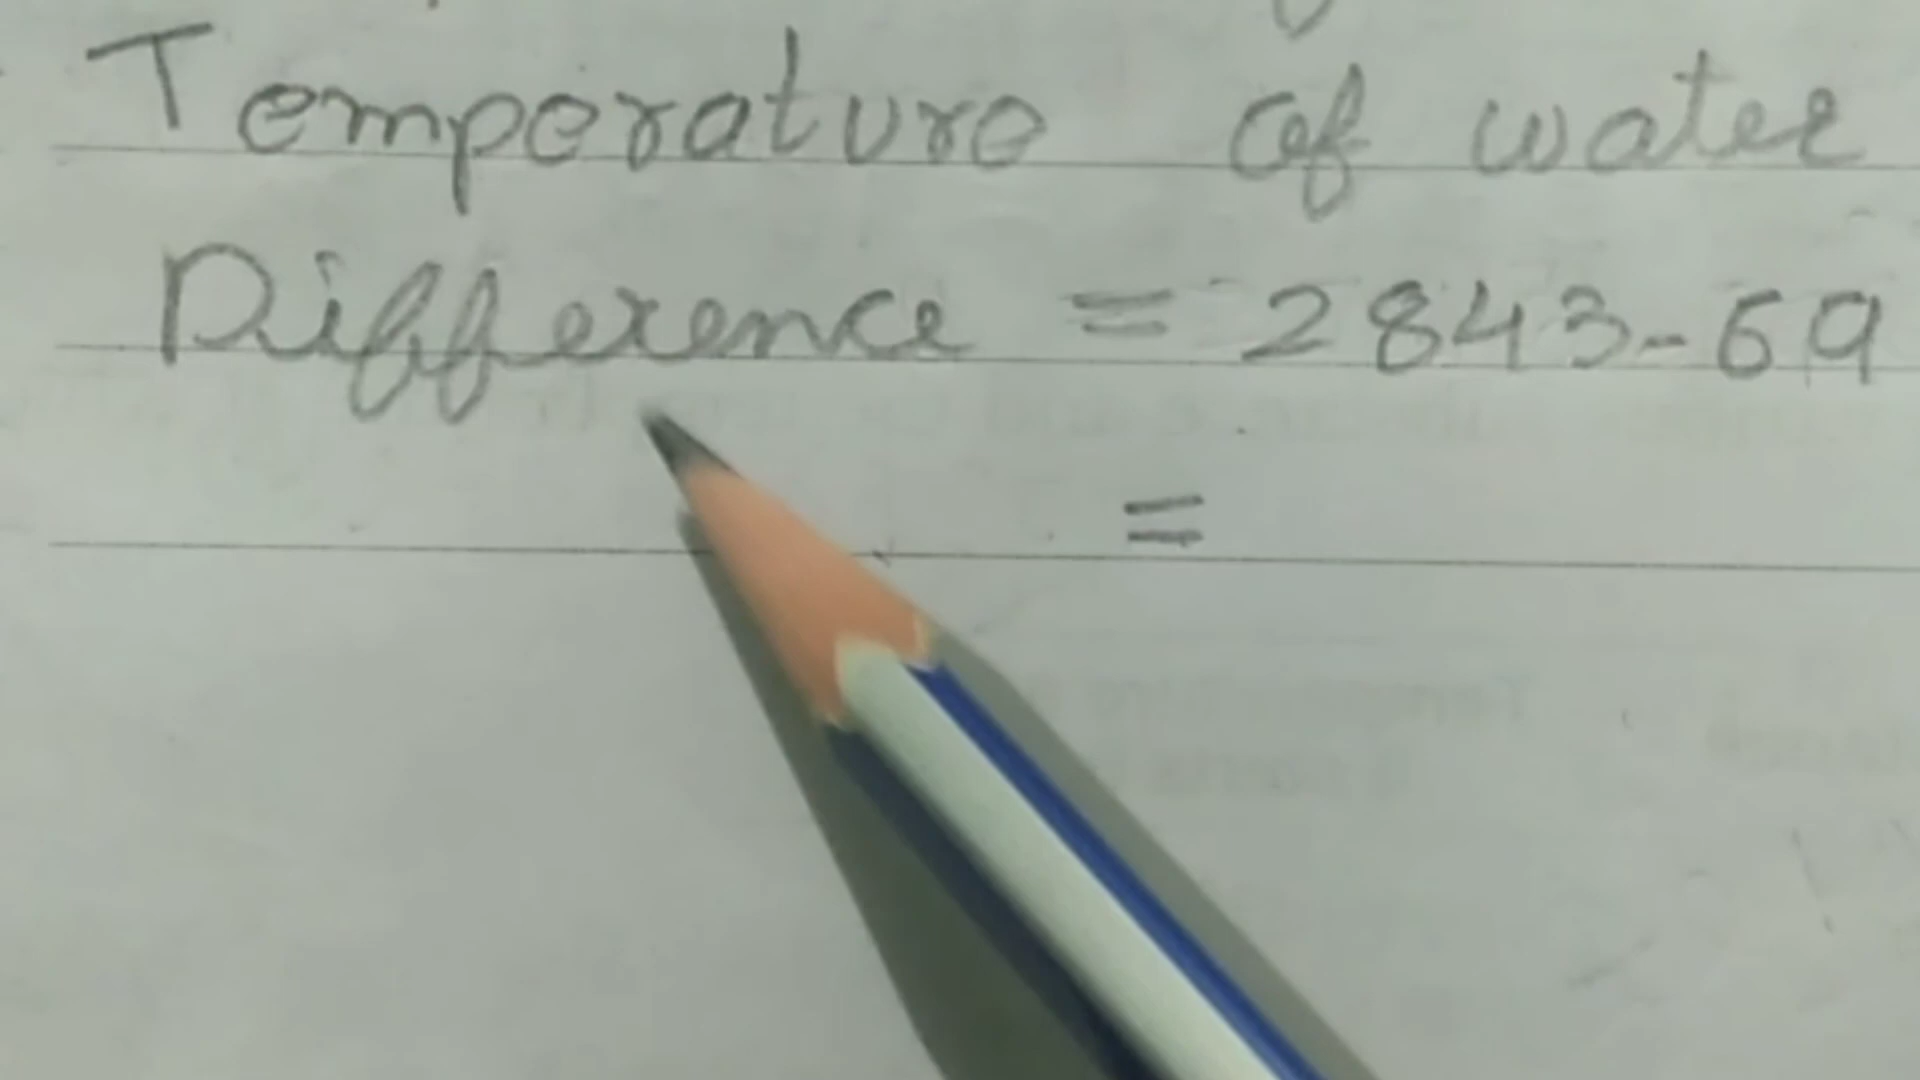 Temperature of water
Difference = 2843-69
=